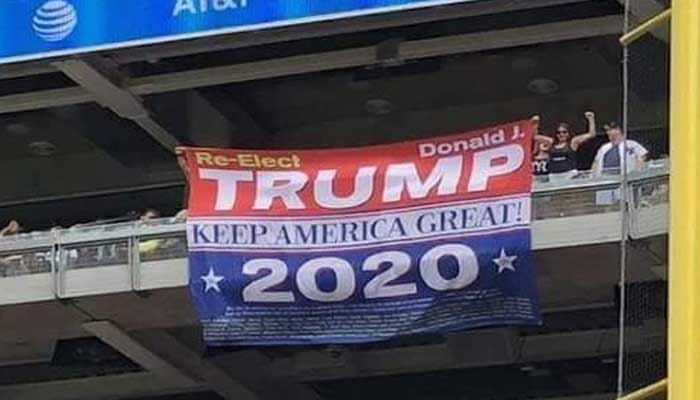 AT&T
Re-Elect
Donald J.
TRUMP
KEEP AMERICA GREAT!
2020